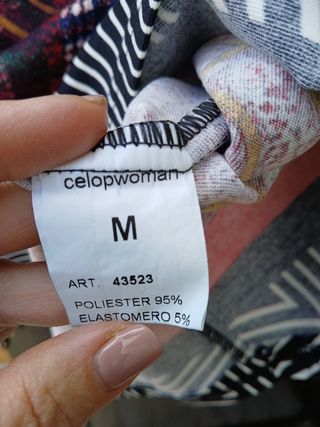 celopwoman
M
ART. 43523
POLIESTER 95%
ELASTOMERO 5%